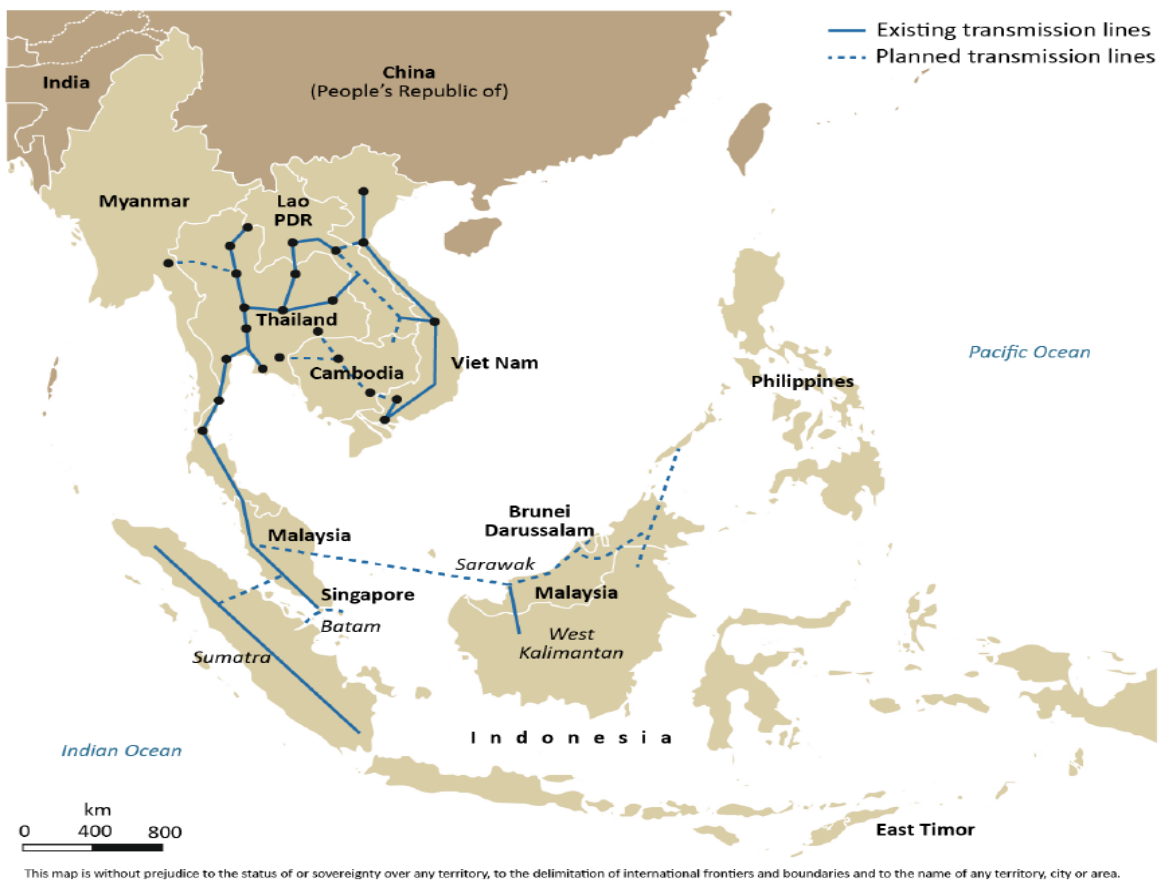 Existing transmission lines
Planned transmission lines
China
(People's Republic of)
India
Myanmar
Lao
PDR
Thailand
Viet Nam
Cambodia
Pacific Ocean
Philippines
Brunei
Darussalam
Malaysia
Sarawak
Singapore
Malaysia
Batam
West
Kalimantan
Sumatra
Indonesia
Indian Ocean
km
0 400 800
East Timor
This map is without prejudice to the status of or sovereignty over any territory, to the delimitation of international frontiers and boundaries and to the name of any territory, city or area.